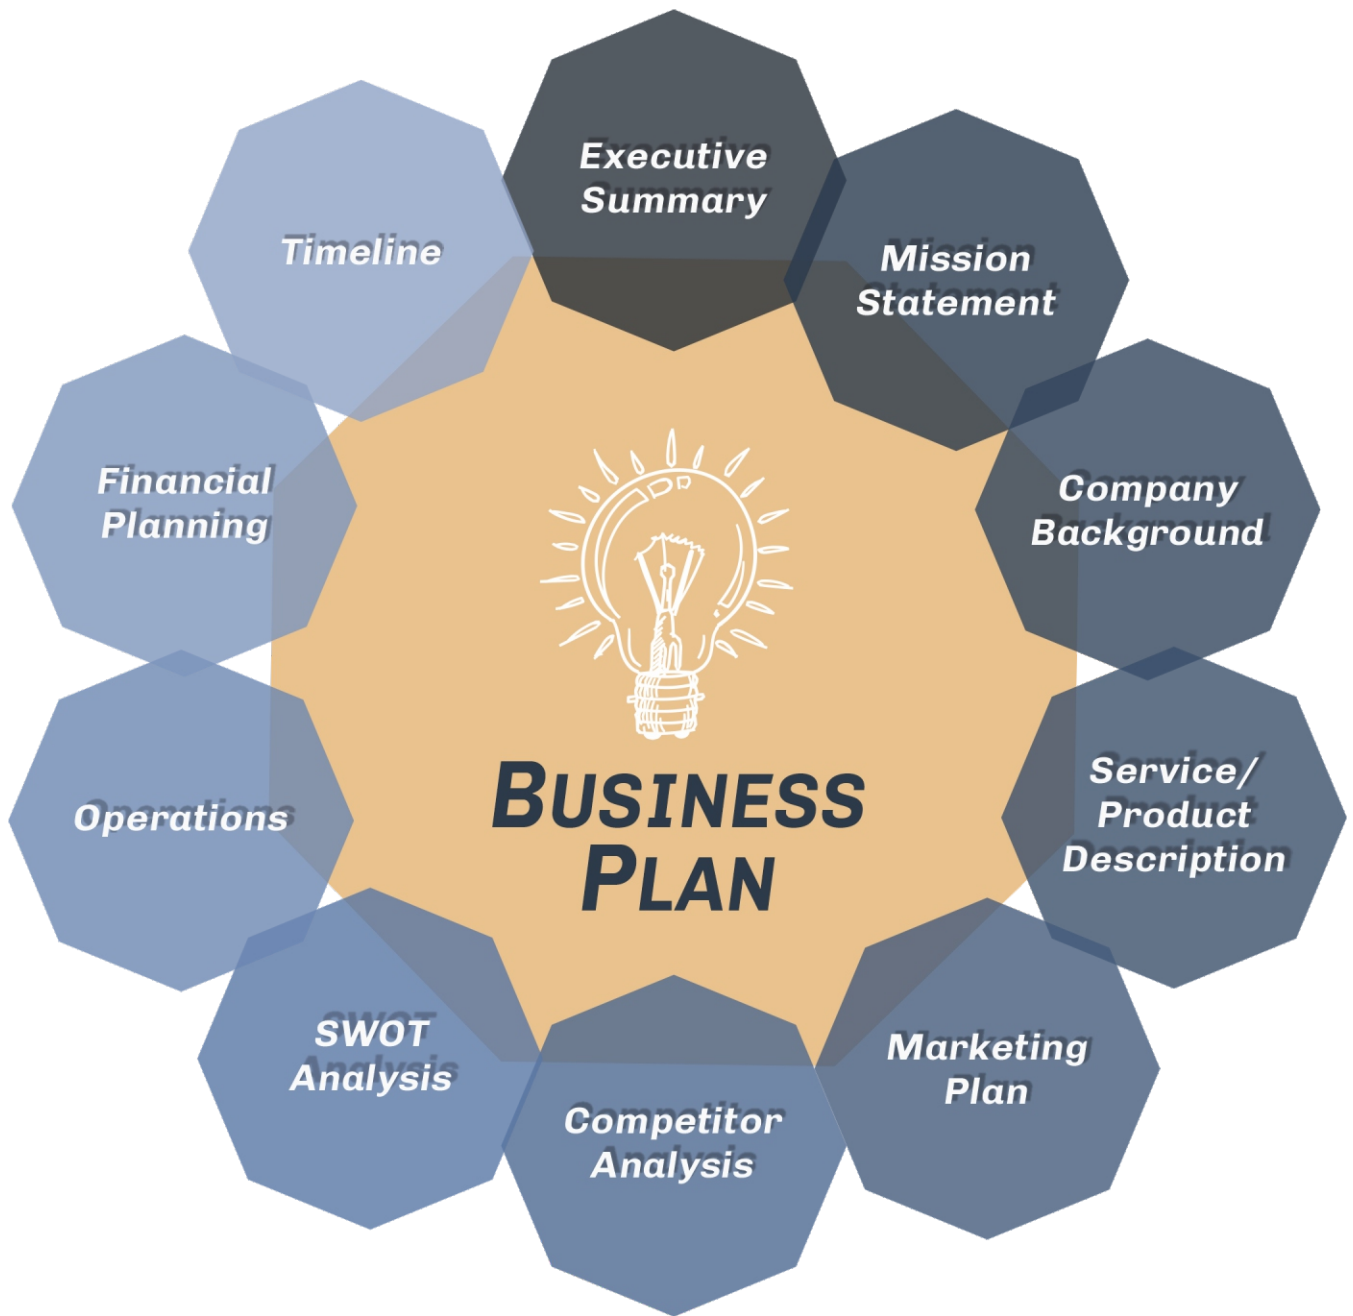 Executive
Summary
Mission
Statement
Company
Background
Service/
Product
Description
Marketing
Plan
Competitor
Analysis
SWOT
Analysis
Operations
Financial
Planning
Timeline
BUSINESS
PLAN